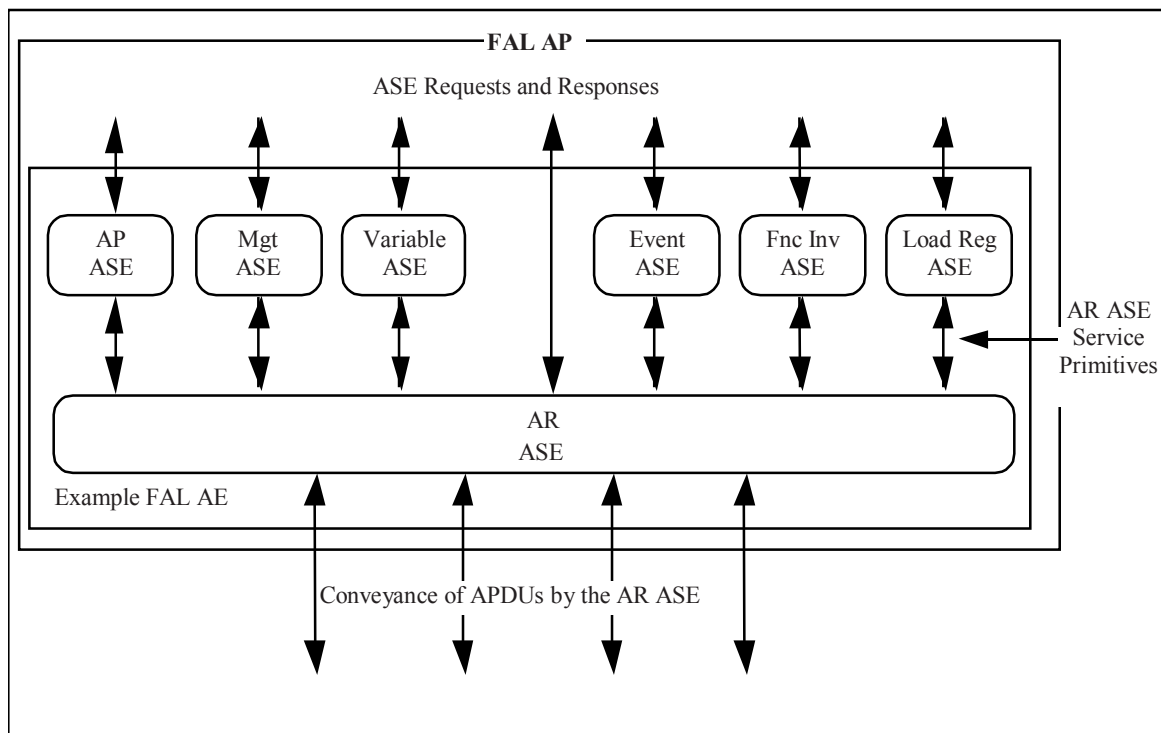 FAL AP
ASE Requests and Responses
AP
ASE
Mgt
ASE
Variable
ASE
Event
ASE
Fnc Inv
ASE
Load Reg
ASE
AR ASE
Service
Primitives
AR
ASE
Example FAL AE
Conveyance of APDUs by the AR ASE